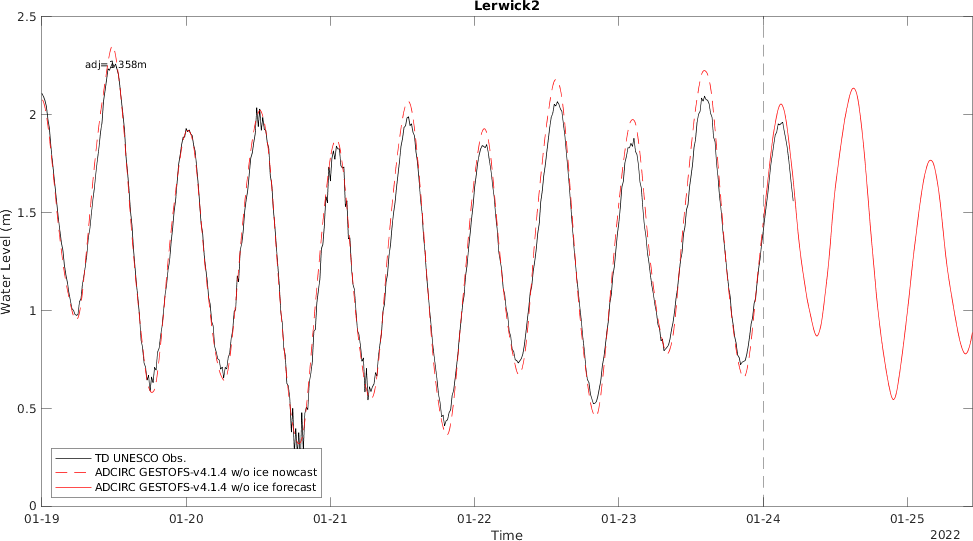 Lerwick2
adj=1.358m
Water Level (m)
2.5
2
1.5
1
0.5
0
TD UNESCO Obs.
ADCIRC GESTOFS-v4.1.4 w/o ice nowcast
ADCIRC GESTOFS-v4.1.4 w/o ice forecast
01-19 01-20 01-21 01-22 01-23 01-24 01-25
Time
2022